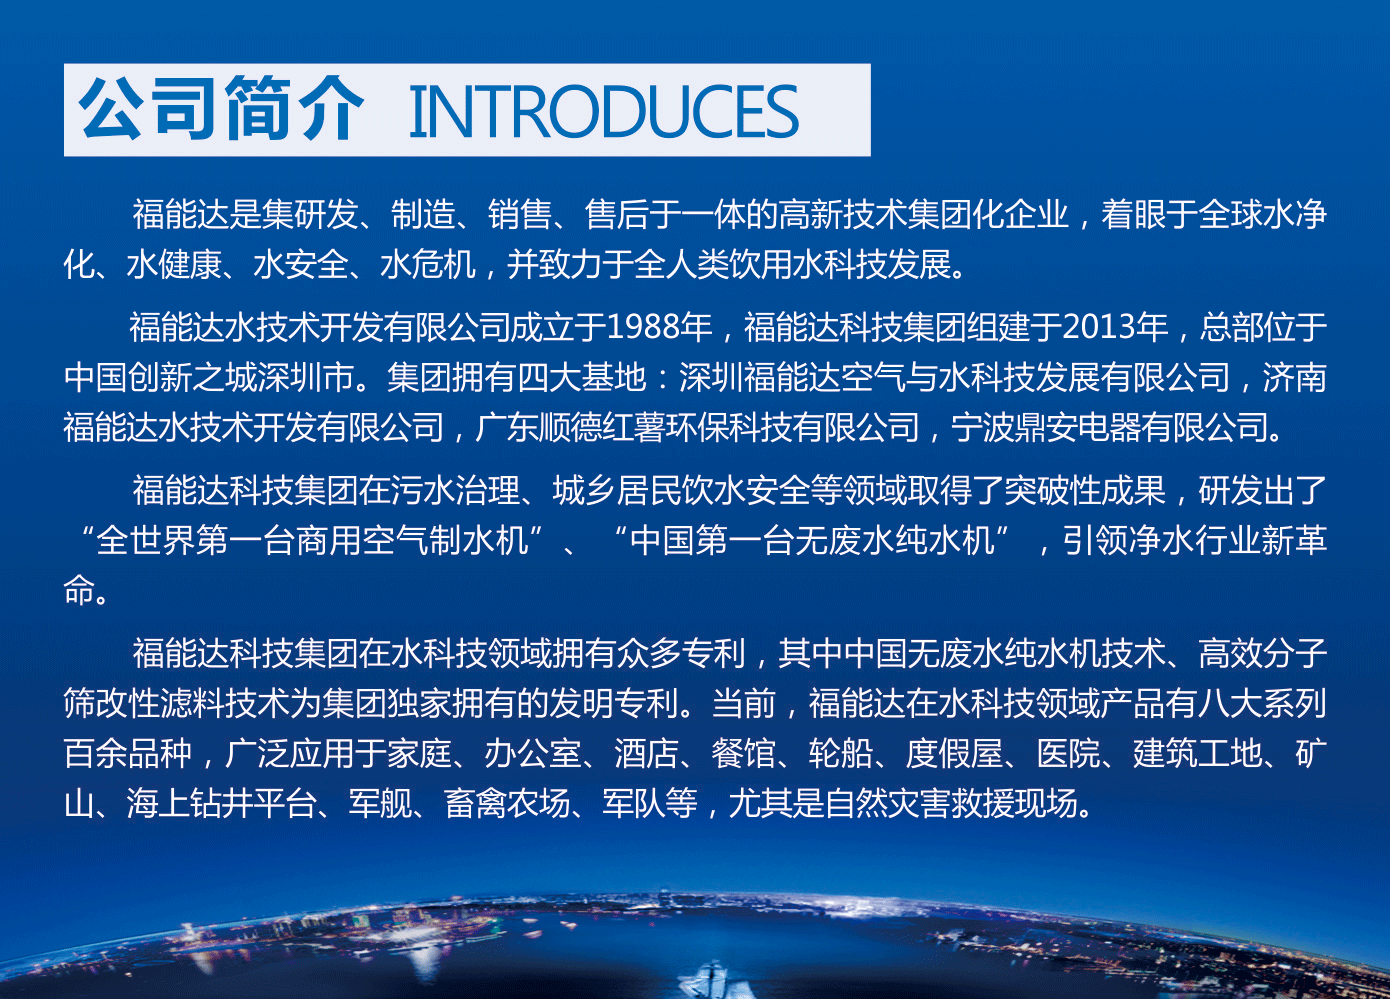 公司简介 INTRODUCES
福能达是集研发、制造、销售、售后于一体的高新技术集团化企业，着眼于全球水净
化、水健康、水安全、水危机，并致力于全人类饮用水科技发展。
福能达水技术开发有限公司成立于1988年，福能达科技集团组建于2013年，总部位于
中国创新之城深圳市。集团拥有四大基地：深圳福能达空气与水科技发展有限公司，济南
福能达水技术开发有限公司，广东顺德红薯环保科技有限公司，宁波鼎安电器有限公司。
福能达科技集团在污水治理、城乡居民饮水安全等领域取得了突破性成果，研发出了
“全世界第一台商用空气制水机”、“中国第一台无废水纯水机”，引领净水行业新革
命。
福能达科技集团在水科技领域拥有众多专利，其中中国无废水纯水机技术、高效分子
筛改性滤料技术为集团独家拥有的发明专利。当前，福能达在水科技领域产品有八大系列
百余品种，广泛应用于家庭、办公室、酒店、餐馆、轮船、度假屋、医院、建筑工地、矿
山、海上钻井平台、军舰、畜禽农场、军队等，尤其是自然灾害救援现场。